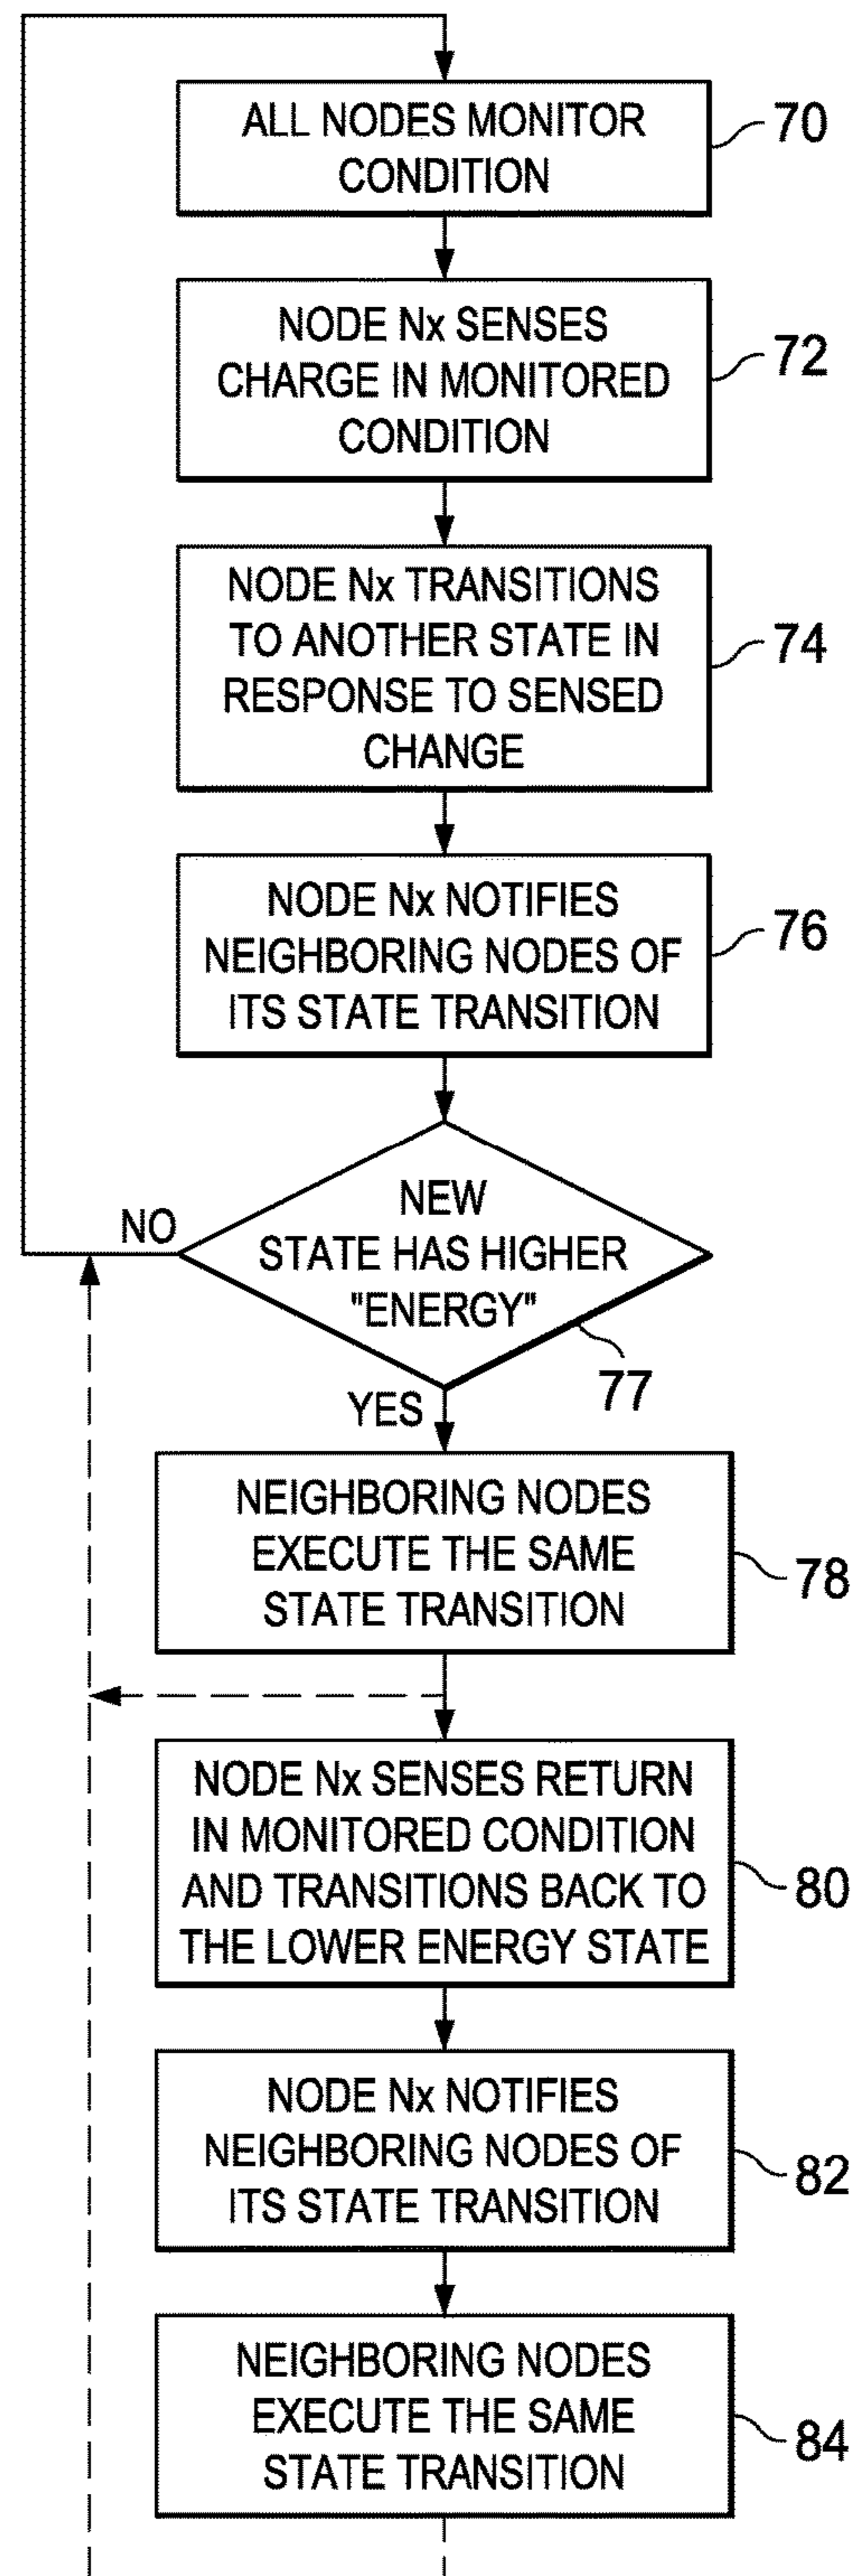 ALL NODES MONITOR
CONDITION
70
NODE Nx SENSES
CHARGE IN MONITORED
CONDITION
72
NODE Nx TRANSITIONS
TO ANOTHER STATE IN
RESPONSE TO SENSED
CHANGE
74
NODE Nx NOTIFIES
NEIGHBORING NODES OF
ITS STATE TRANSITION
76
NO
NEW
STATE HAS HIGHER
"ENERGY"
77
YES
NEIGHBORING NODES
EXECUTE THE SAME
STATE TRANSITION
78
NODE Nx SENSES RETURN
IN MONITORED CONDITION
AND TRANSITIONS BACK TO
THE LOWER ENERGY STATE
80
NODE Nx NOTIFIES
NEIGHBORING NODES OF
ITS STATE TRANSITION
82
NEIGHBORING NODES
EXECUTE THE SAME
STATE TRANSITION
84